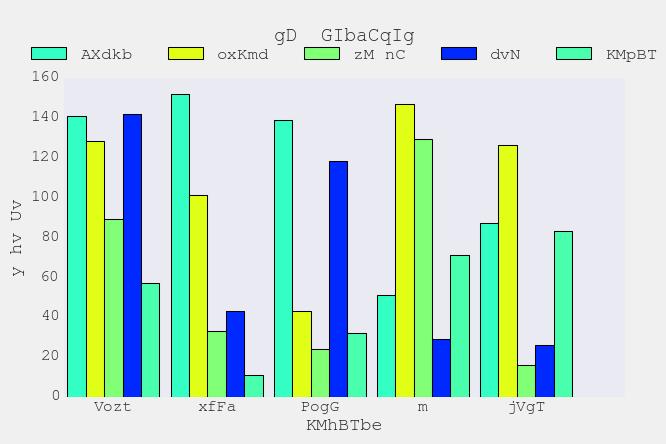 gD  GIbaCqIg
AXdkb oxKmd zM nC dvN KMpBT
160
140
120
100
80
60
40
20
0
y hv Uv
Vozt xfFa PogG m jVgT
KMhBTbe